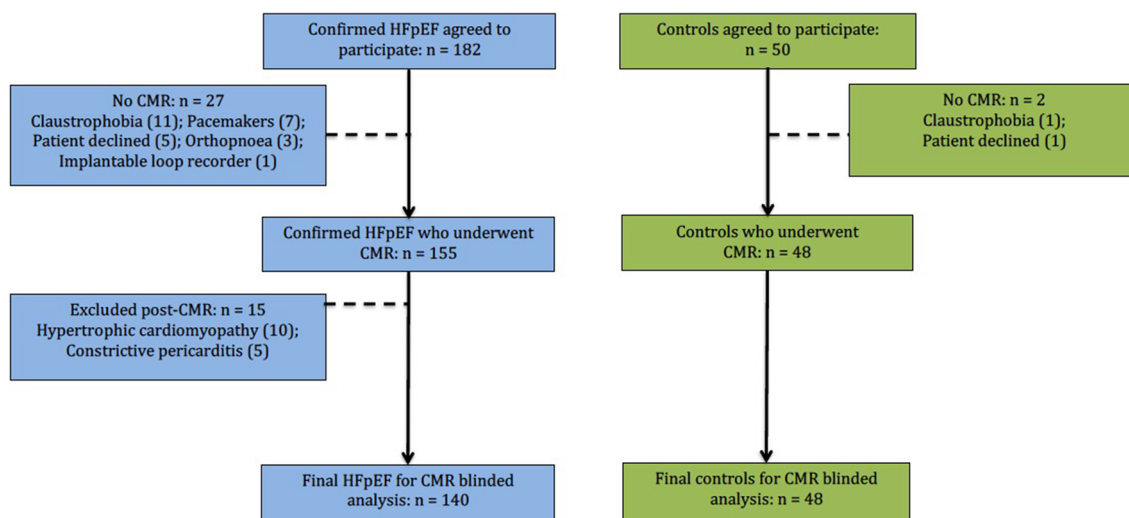 Confirmed HFpEF agreed to
participate: n = 182
Controls agreed to participate:
n = 50
No CMR: n = 27
Claustrophobia (11); Pacemakers (7);
Patient declined (5); Orthopnoea (3);
Implantable loop recorder (1)
No CMR: n = 2
Claustrophobia (1);
Patient declined (1)
Confirmed HFpEF who underwent
CMR: n = 155
Controls who underwent
CMR: n = 48
Excluded post-CMR: n = 15
Hypertrophic cardiomyopathy (10);
Constrictive pericarditis (5)
Final HFpEF for CMR blinded
analysis: n = 140
Final controls for CMR blinded
analysis: n = 48